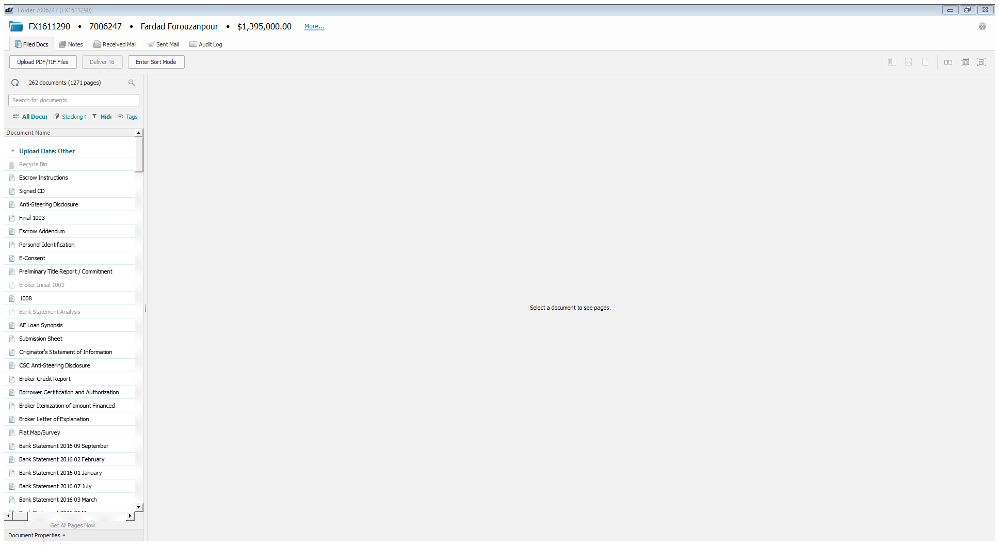 Folder 7006247 (FX1611290)
FX1611290 • 7006247 • Fardad Forouzanpour • $1,395,000.00 More...
Filed Docs Notes Received Mail Sent Mail Audit Log
Upload PDF/TIF Files Deliver To Enter Sort Mode
262 documents (1271 pages)
Search for documents
All Docur Stacking Hidd Tags
Document Name
Upload Date: Other
Recycle Bin
Escrow Instructions
Signed CD
Anti-Steering Disclosure
Final 1003
Escrow Addendum
Personal Identification
E-Consent
Preliminary Title Report / Commitment
Broker Initial 1003
1008
Bank Statement Analysis
AE Loan Synopsis
Submission Sheet
Originator's Statement of Information
CSC Anti-Steering Disclosure
Broker Credit Report
Borrower Certification and Authorization
Broker Itemization of amount Financed
Broker Letter of Explanation
Plat Map/Survey
Bank Statement 2016 09 September
Bank Statement 2016 02 February
Bank Statement 2016 01 January
Bank Statement 2016 07 July
Bank Statement 2016 03 March
Get All Pages Now
Document Properties
Select a document to see pages.